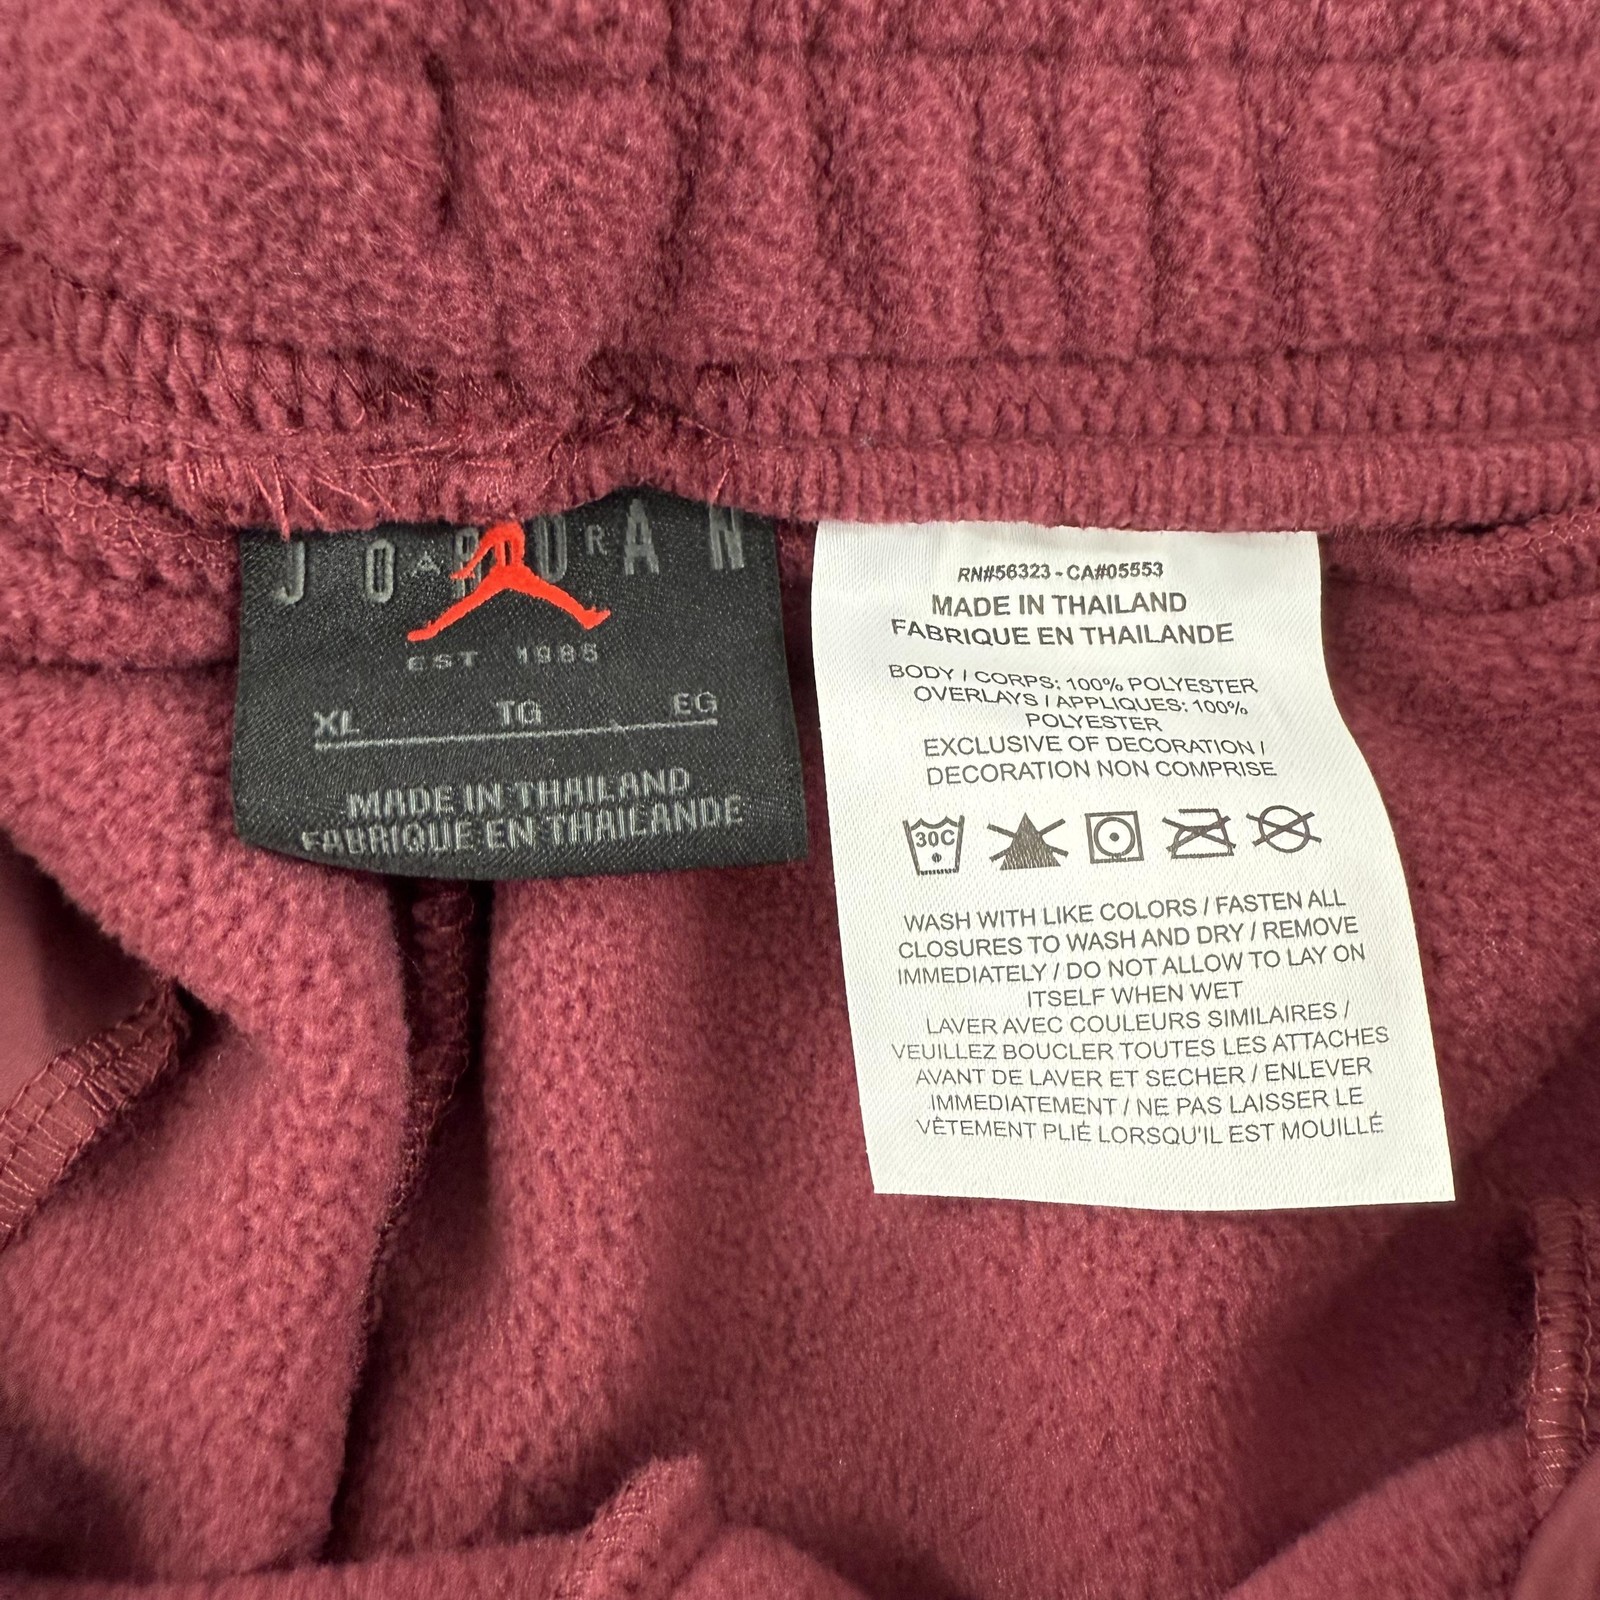 JORDAN
AIR
EST 1985
XL TG EG
MADE IN THAILAND
FABRIQUE EN THAILANDE
RN#56323 - CA#05553
MADE IN THAILAND
FABRIQUE EN THAILANDE
BODY / CORPS: 100% POLYESTER
OVERLAYS / APPLIQUES: 100%
POLYESTER
EXCLUSIVE OF DECORATION /
DECORATION NON COMPRISE
30C
WASH WITH LIKE COLORS / FASTEN ALL
CLOSURES TO WASH AND DRY / REMOVE
IMMEDIATELY / DO NOT ALLOW TO LAY ON
ITSELF WHEN WET
LAVER AVEC COULEURS SIMILAIRES /
VEUILLEZ BOUCLER TOUTES LES ATTACHES
AVANT DE LAVER ET SECHER / ENLEVER
IMMEDIATEMENT / NE PAS LAISSER LE
VÊTEMENT PLIÉ LORSQU'IL EST MOUILLÉ